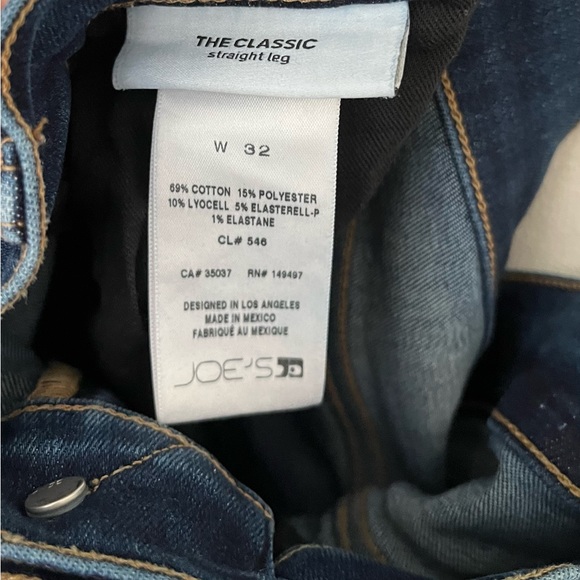 THE CLASSIC
straight leg
W 32
69% COTTON 15% POLYESTER
10% LYOCELL 5% ELASTERELL-P
1% ELASTANE
CL# 546
CA# 35037 RN# 149497
DESIGNED IN LOS ANGELES
MADE IN MEXICO
FABRIQUÉ AU MEXIQUE
JOE'S